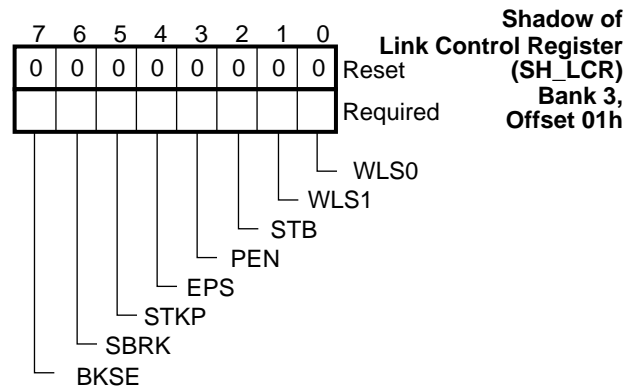 Shadow of
Link Control Register
(SH_LCR)
Bank 3,
Offset 01h
7 6 5 4 3 2 1 0
0 0 0 0 0 0 0 0 Reset
Required
WLS0
WLS1
STB
PEN
EPS
STKP
SBRK
BKSE